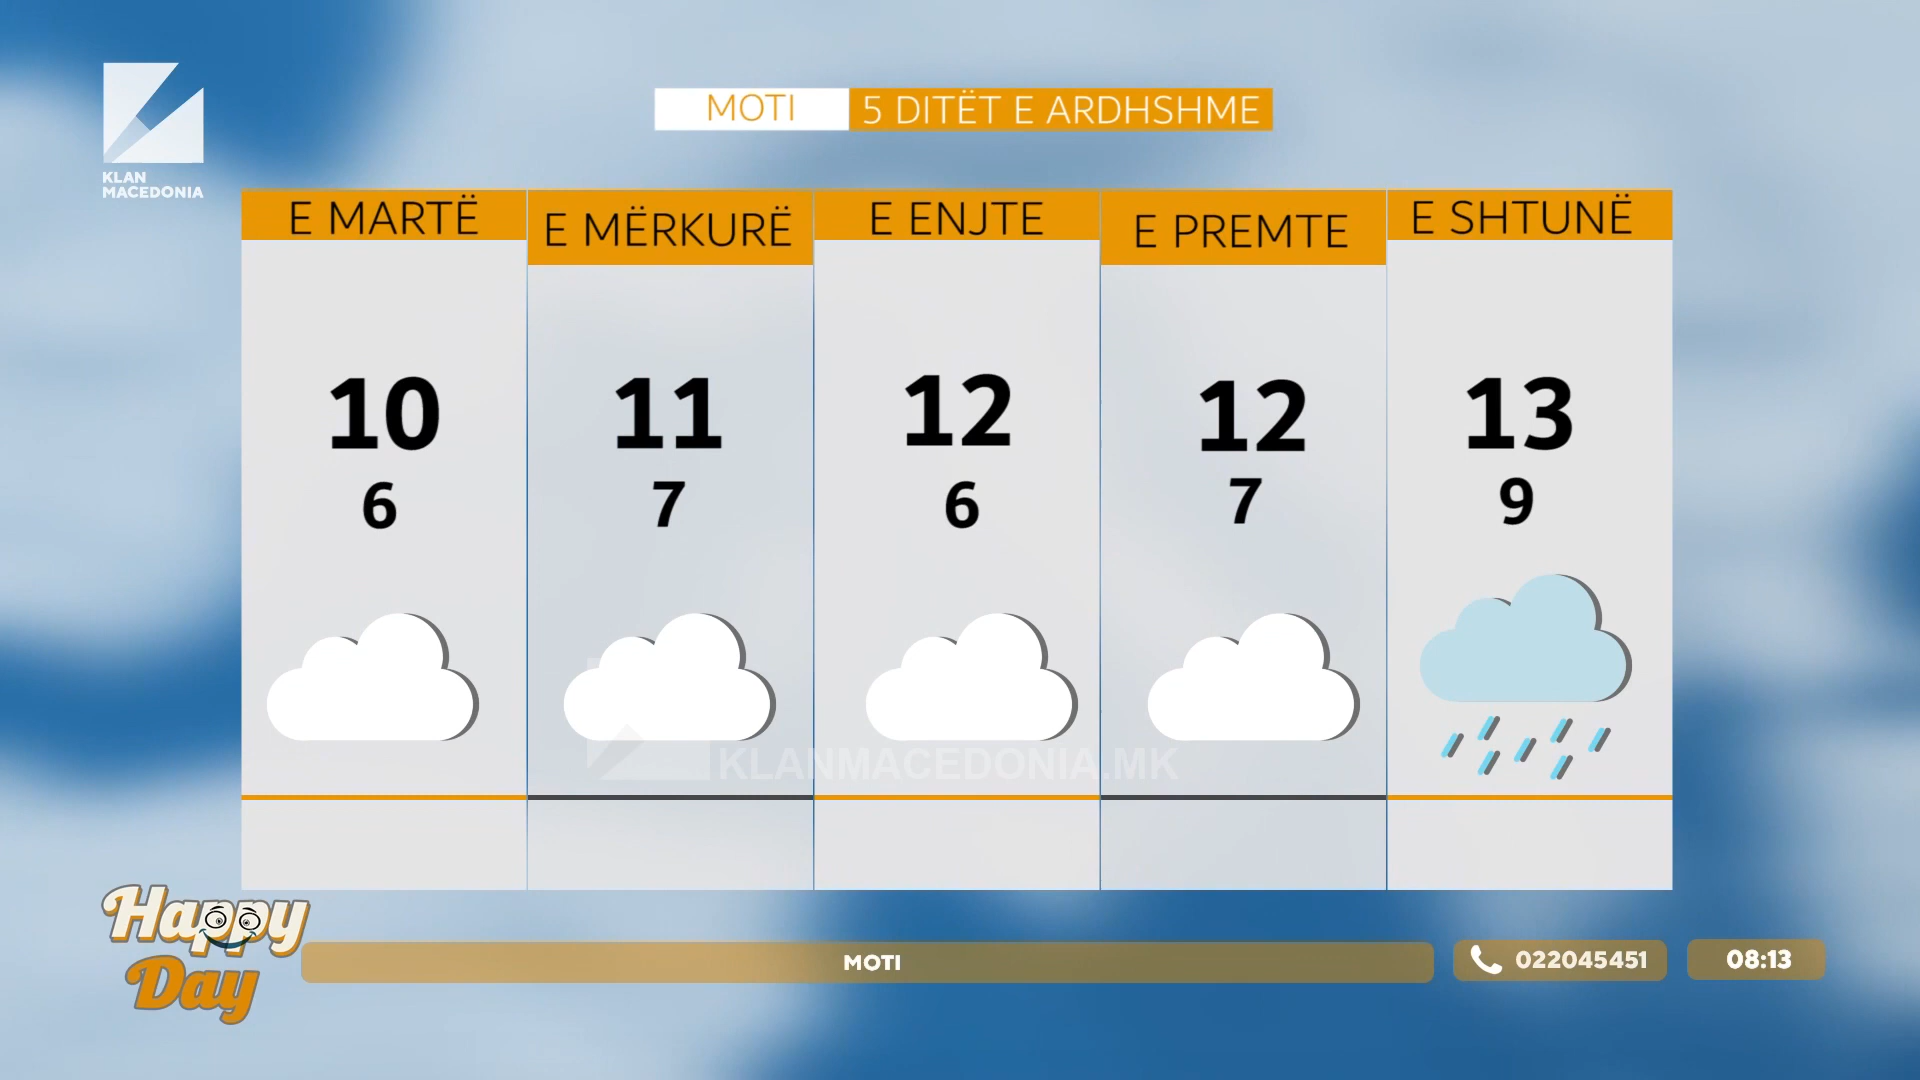 KLAN
MACEDONIA
MOTI 5 DITËT E ARDHSHME
E MARTË E MËRKURË E ENJTE E PREMTE E SHTUNË
10 11 12 12 13
6 7 6 7 9
KLANMACEDONIA.MK
Happy
Day
MOTI 022045451 08:13